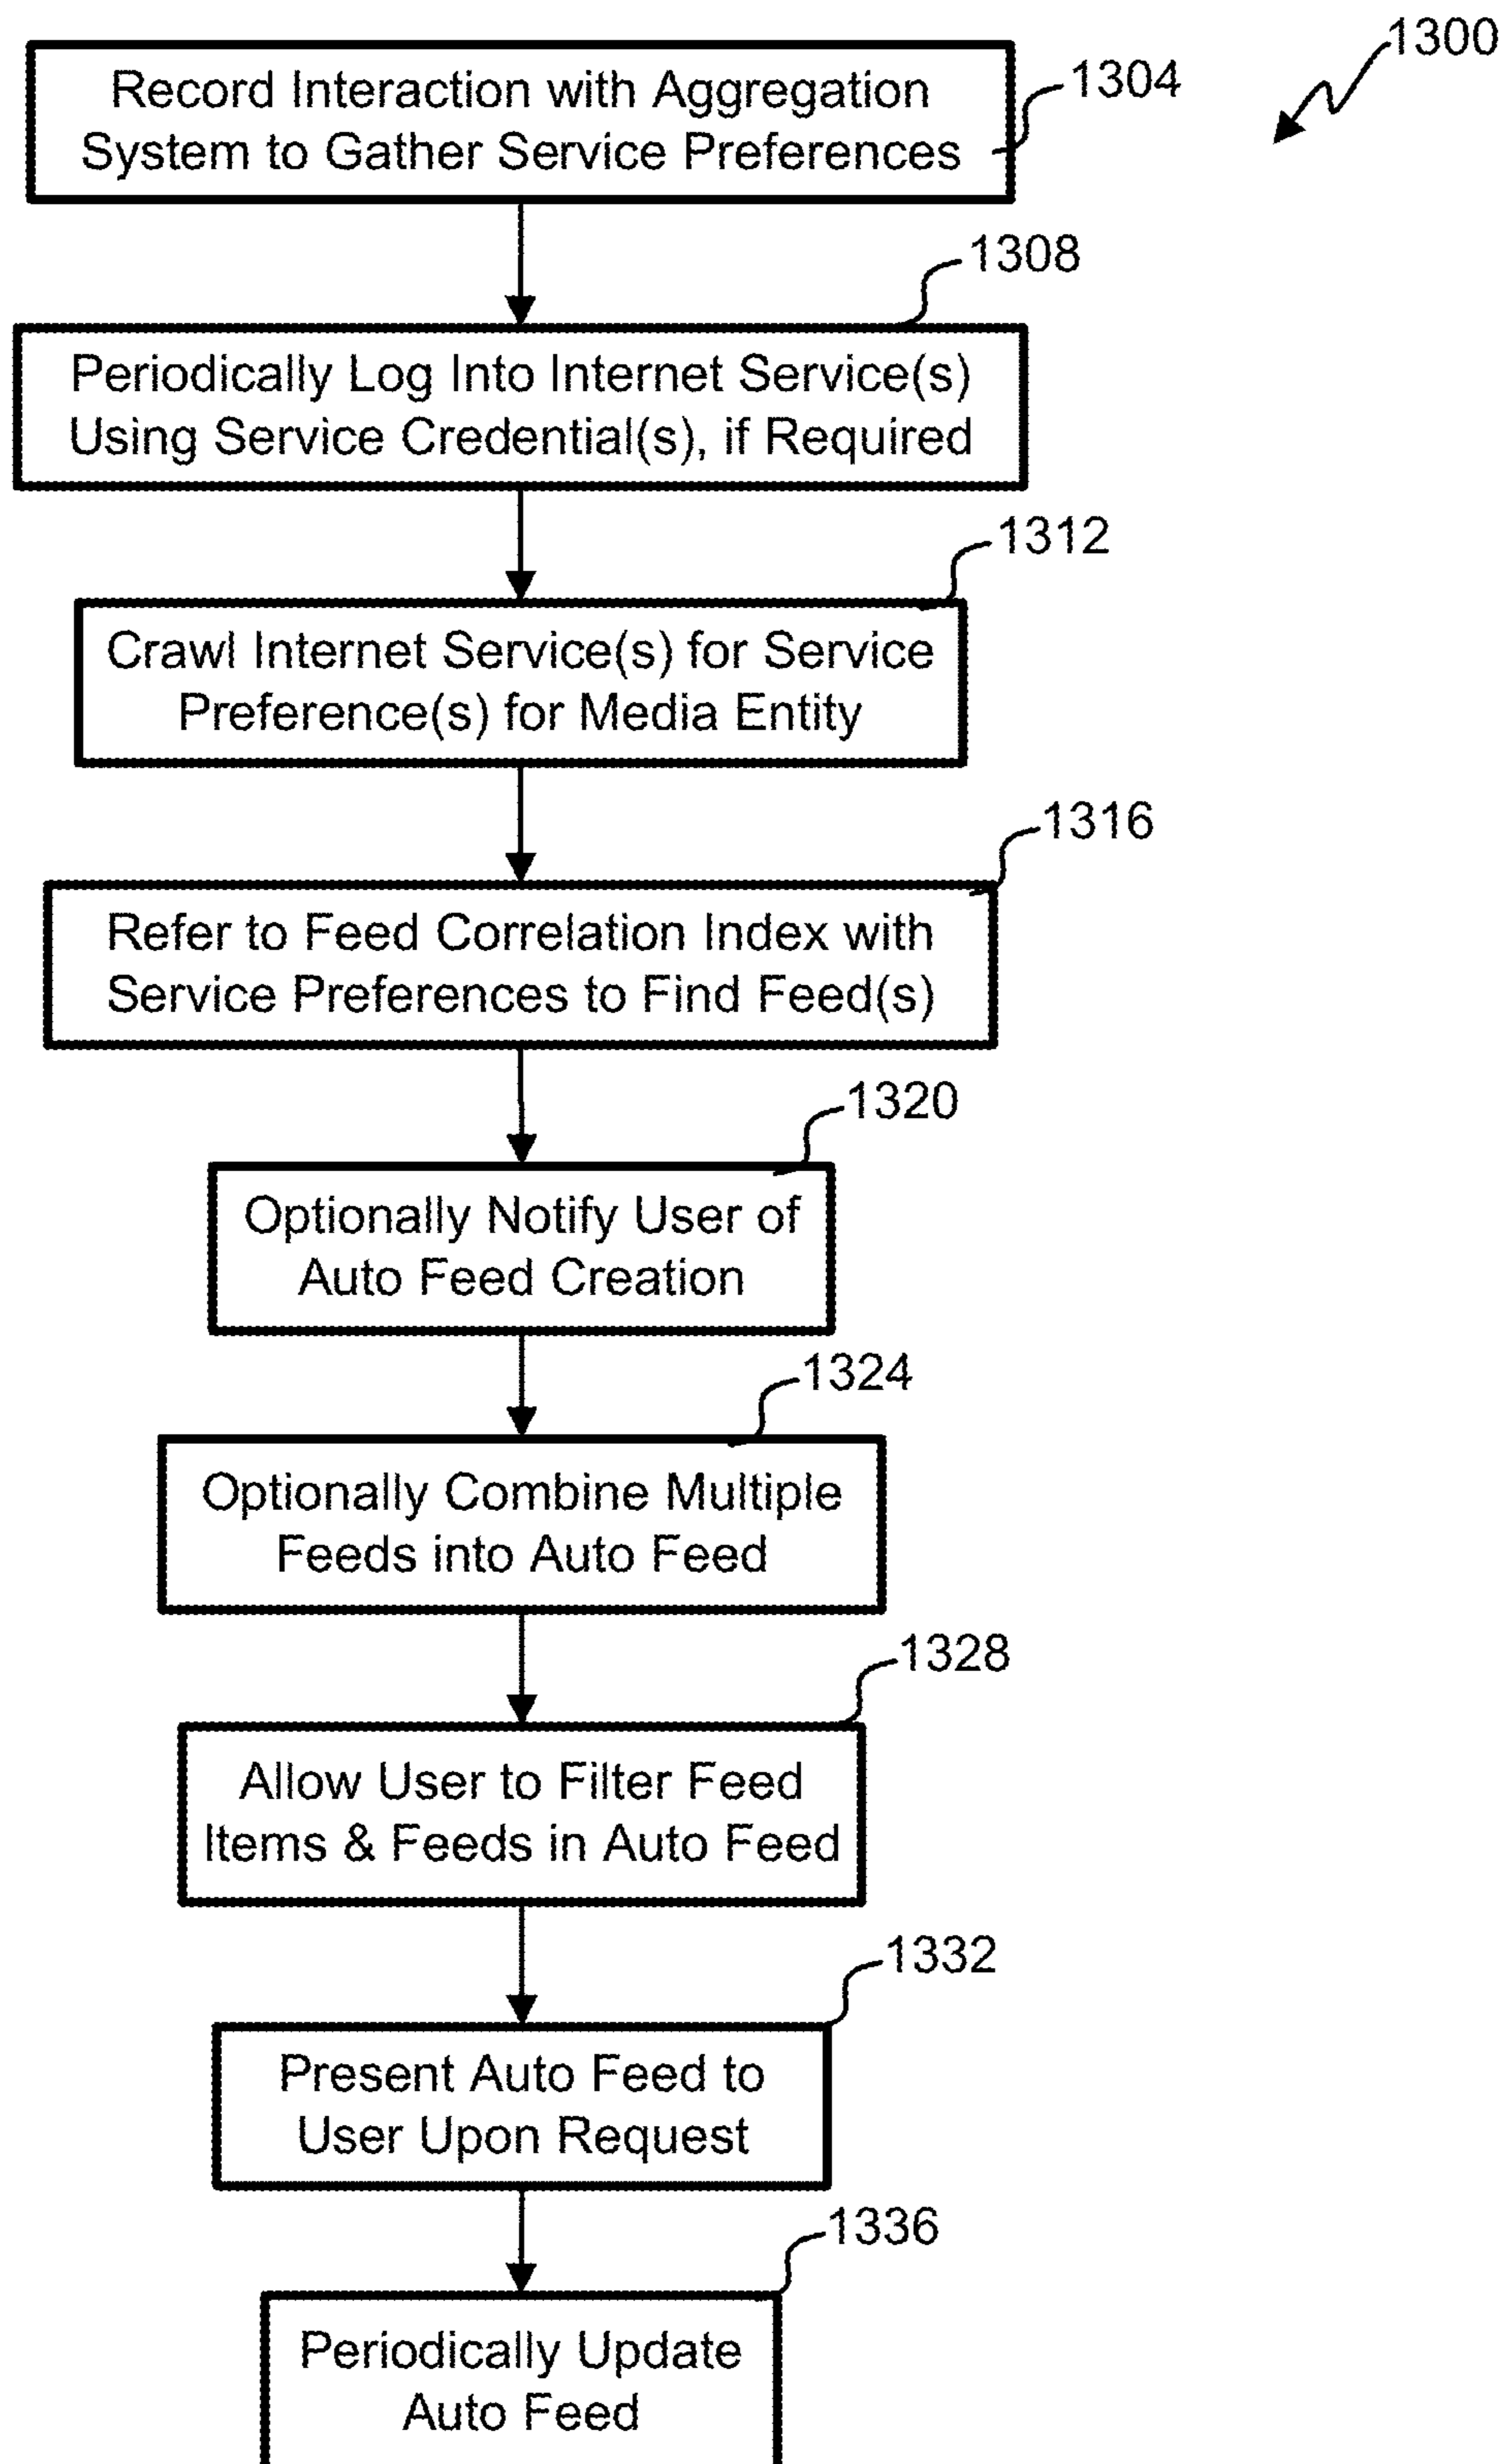 1300
Record Interaction with Aggregation
System to Gather Service Preferences
1304
1308
Periodically Log Into Internet Service(s)
Using Service Credential(s), if Required
1312
Crawl Internet Service(s) for Service
Preference(s) for Media Entity
1316
Refer to Feed Correlation Index with
Service Preferences to Find Feed(s)
1320
Optionally Notify User of
Auto Feed Creation
1324
Optionally Combine Multiple
Feeds into Auto Feed
1328
Allow User to Filter Feed
Items & Feeds in Auto Feed
1332
Present Auto Feed to
User Upon Request
1336
Periodically Update
Auto Feed